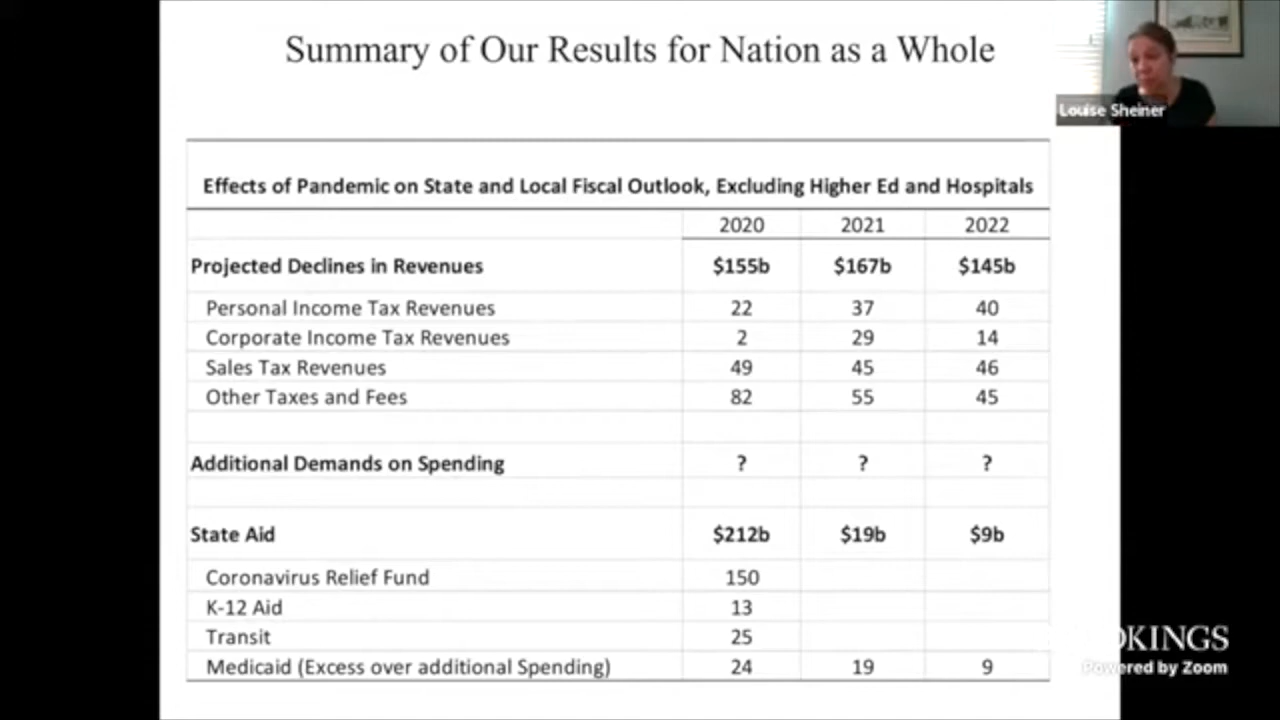 Summary of Our Results for Nation as a Whole
Louise Sheiner
Effects of Pandemic on State and Local Fiscal Outlook, Excluding Higher Ed and Hospitals
2020 2021 2022
Projected Declines in Revenues $155b $167b $145b
Personal Income Tax Revenues 22 37 40
Corporate Income Tax Revenues 2 29 14
Sales Tax Revenues 49 45 46
Other Taxes and Fees 82 55 45
Additional Demands on Spending ? ? ?
State Aid $212b $19b $9b
Coronavirus Relief Fund 150
K-12 Aid 13
Transit 25
Medicaid (Excess over additional Spending) 24 19 9
OKINGS
Powered by Zoom